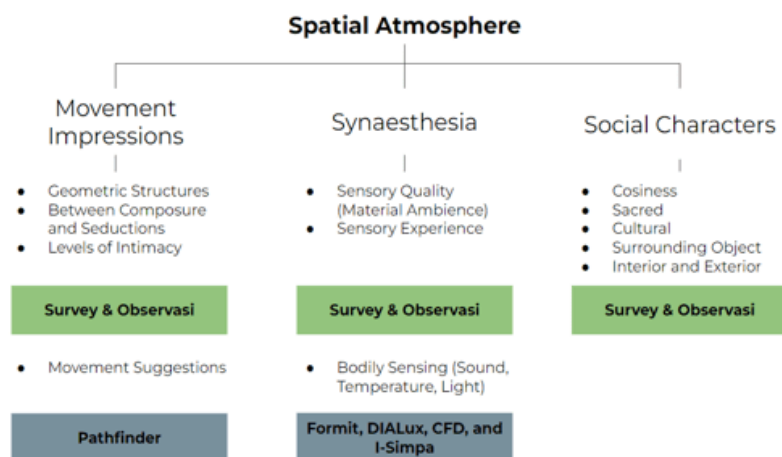 Spatial Atmosphere
Movement
Impressions
● Geometric Structures
● Between Composure
and Seductions
● Levels of Intimacy
Survey & Observasi
● Movement Suggestions
Pathfinder
Synaesthesia
● Sensory Quality
(Material Ambience)
● Sensory Experience
Survey & Observasi
● Bodily Sensing (Sound,
Temperature, Light)
Formit, DIALux, CFD, and
I-Simpa
Social Characters
● Cosiness
● Sacred
● Cultural
● Surrounding Object
● Interior and Exterior
Survey & Observasi